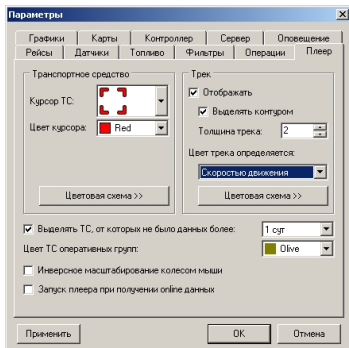 Параметры
Графики Карты Контроллер Сервер Оповещение
Рейсы Датчики Топливо Фильтры Операции Плеер
Транспортное средство
Курсор ТС:
Цвет курсора: Red
Цветовая схема >>
Трек
Отображать
Выделять контуром
Толщина трека: 2
Цвет трека определяется:
Скоростью движения
Цветовая схема >>
Выделять ТС, от которых не было данных более: 1 сут
Цвет ТС оперативных групп: Olive
Инверсное масштабирование колесом мыши
Запуск плеера при получении online данных
Применить OK Отмена